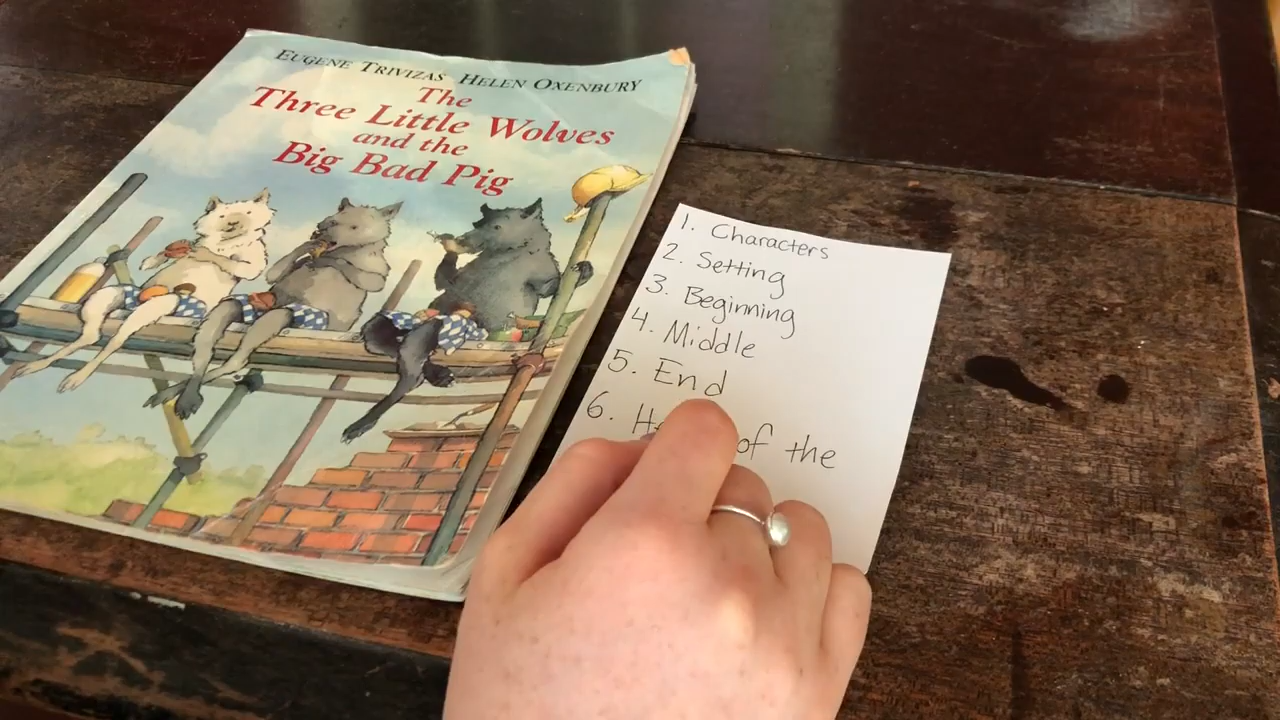 EUGENE TRIVIZAS HELEN OXENBURY
The
Three Little Wolves
and the
Big Bad Pig
1. Characters
2. Setting
3. Beginning
4. Middle
5. End
6. of the